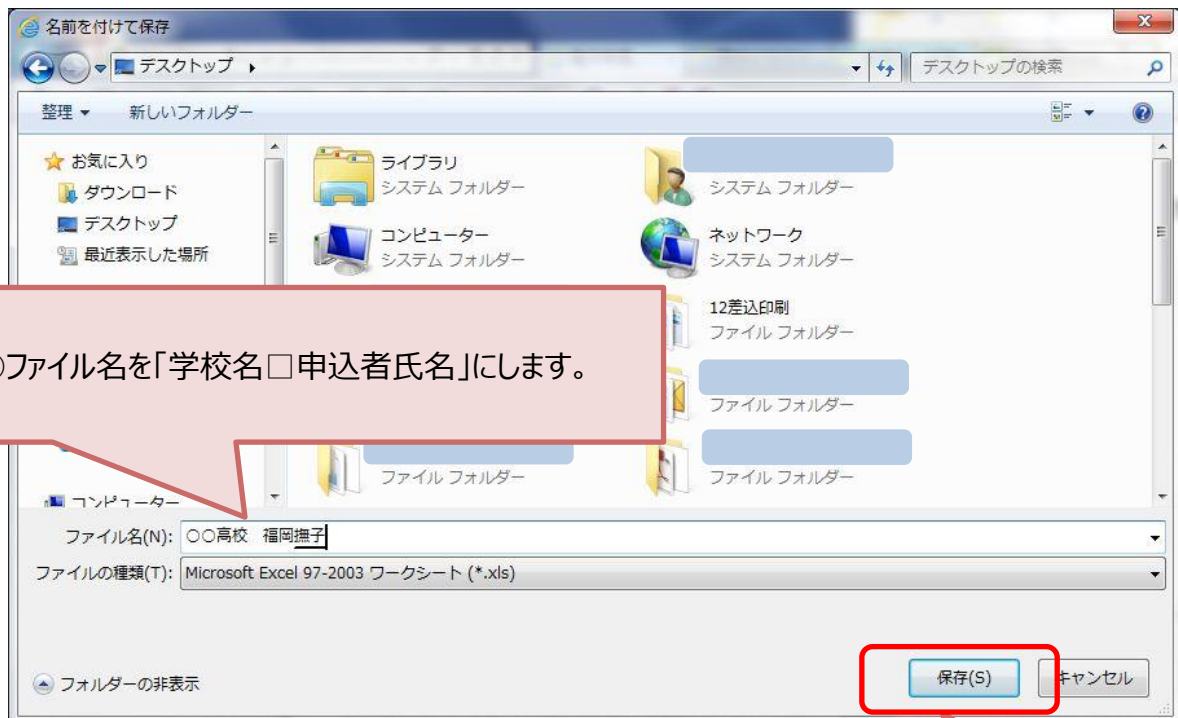 名前を付けて保存
デスクトップ
デスクトップの検索
整理 新しいフォルダー
お気に入り
ダウンロード
デスクトップ
最近表示した場所
コンピューター
ライブラリ
システム フォルダー
システム フォルダー
コンピューター
システム フォルダー
ネットワーク
システム フォルダー
12差込印刷
ファイル フォルダー
ファイル フォルダー
ファイル フォルダー
ファイル フォルダー
ファイル名を「学校名□申込者氏名」にします。
ファイル名(N): 〇〇高校　福岡撫子
ファイルの種類(T): Microsoft Excel 97-2003 ワークシート (*.xls)
フォルダーの非表示
保存(S) キャンセル